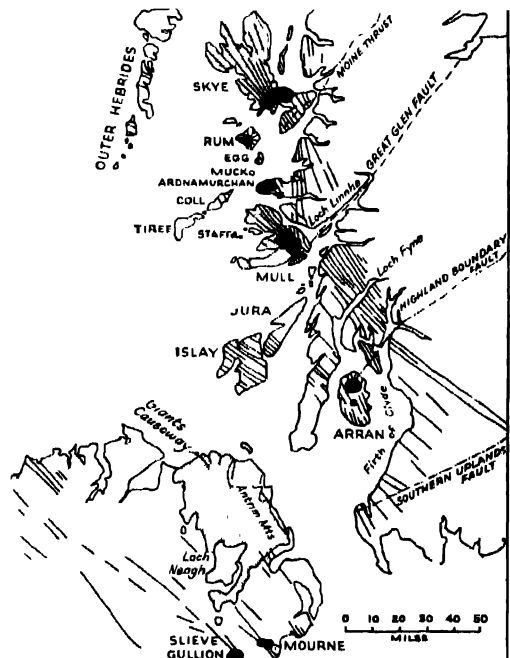 MOINE THRUST
OUTER HEBRIDES
SKYE
GREAT GLEN FAULT
RUM
EGG
MUCK
ARDNAMURCHAN
COLL
Loch Linnhe
TIREE
STAFFA
MULL
Loch Fyne
HIGHLAND BOUNDARY
FAULT
JURA
ISLAY
Giants
Causeway
ARRAN
Firth of Clyde
SOUTHERN UPLANDS
FAULT
Antrim Mts
Loch
Neagh
0 10 20 30 40 50
MILES
SLIEVE
GULLION
MOURNE